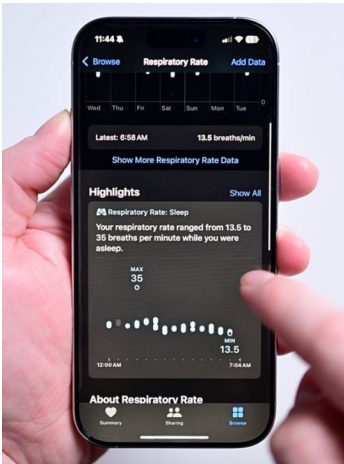 11:44
Browse
Respiratory Rate
Add Data
Wed Thu Fri Sat Sun Mon Tue
0
Latest: 6:58 AM 13.5 breaths/min
Show More Respiratory Rate Data
Highlights
Show All
Respiratory Rate: Sleep
Your respiratory rate ranged from 13.5 to
35 breaths per minute while you were
asleep.
MAX
35
MIN
13.5
12:00 AM
7:04 AM
About Respiratory Rate
Summary
Sharing
Browse